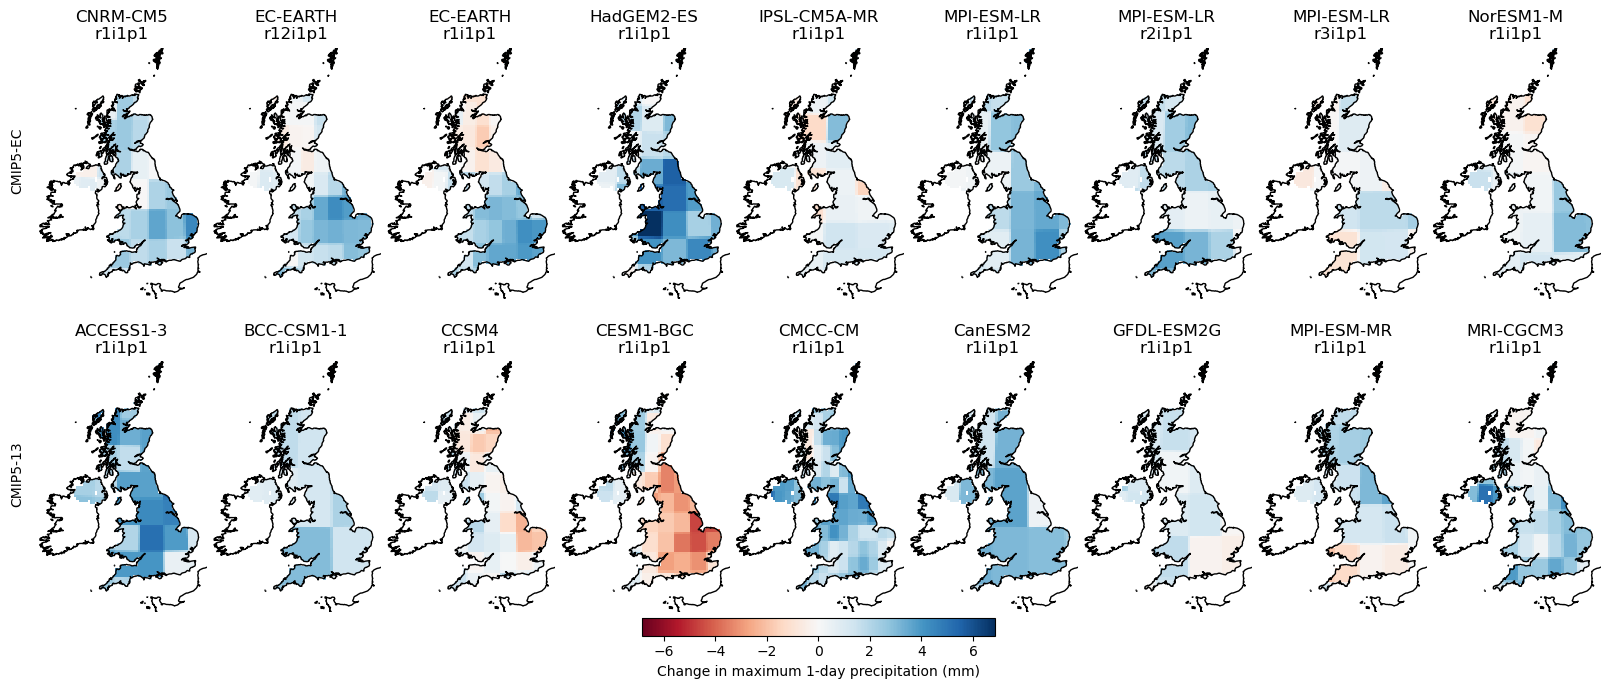 CNRM-CM5
r1i1p1
EC-EARTH
r12i1p1
EC-EARTH
r1i1p1
HadGEM2-ES
r1i1p1
IPSL-CM5A-MR
r1i1p1
MPI-ESM-LR
r1i1p1
MPI-ESM-LR
r2i1p1
MPI-ESM-LR
r3i1p1
NorESM1-M
r1i1p1
CMIP5-EC
ACCESS1-3
r1i1p1
BCC-CSM1-1
r1i1p1
CCSM4
r1i1p1
CESM1-BGC
r1i1p1
CMCC-CM
r1i1p1
CanESM2
r1i1p1
GFDL-ESM2G
r1i1p1
MPI-ESM-MR
r1i1p1
MRI-CGCM3
r1i1p1
CMIP5-13
−6 −4 −2 0 2 4 6
Change in maximum 1-day precipitation (mm)